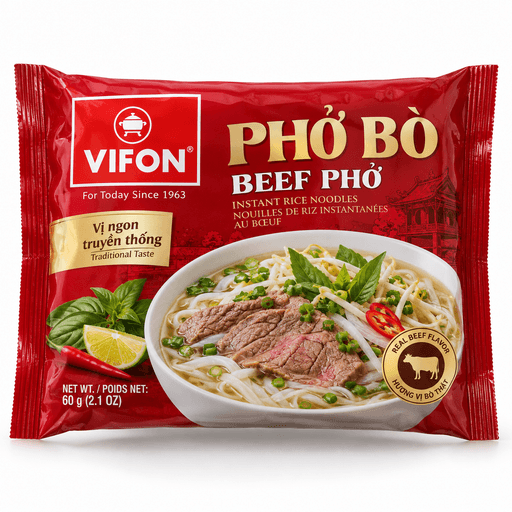 VIFON®
For Today Since 1963
Vị ngon
truyền thống
Traditional Taste
PHỞ BÒ
BEEF PHỞ
INSTANT RICE NOODLES
NOUILLES DE RIZ INSTANTANÉES
AU BŒUF
REAL BEEF FLAVOR
HƯƠNG VỊ BÒ THẬT
NET WT. / POIDS NET:
60 g (2.1 OZ)